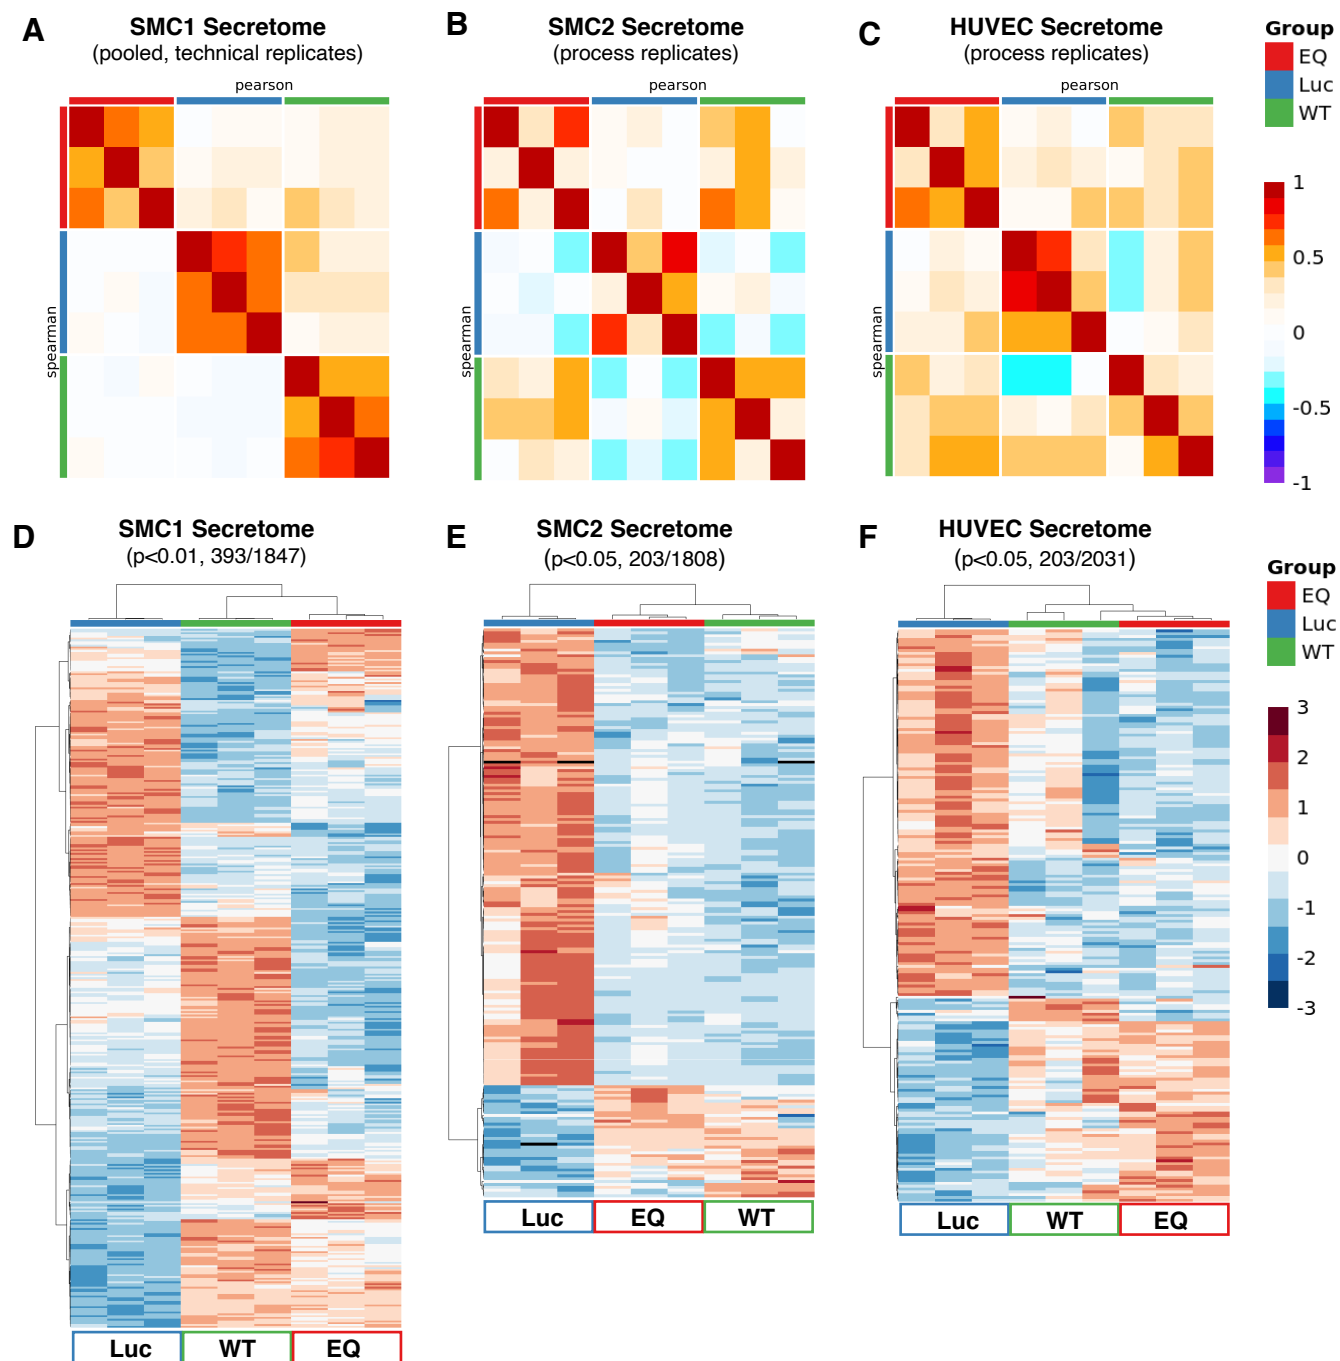 A
SMC1 Secretome
(pooled, technical replicates)
pearson
spearman
B
SMC2 Secretome
(process replicates)
pearson
spearman
C
HUVEC Secretome
(process replicates)
pearson
spearman
Group
EQ
Luc
WT
1
0.5
0
-0.5
-1
D
SMC1 Secretome
(p<0.01, 393/1847)
Luc
WT
EQ
E
SMC2 Secretome
(p<0.05, 203/1808)
Luc
EQ
WT
F
HUVEC Secretome
(p<0.05, 203/2031)
Luc
WT
EQ
Group
EQ
Luc
WT
3
2
1
0
-1
-2
-3